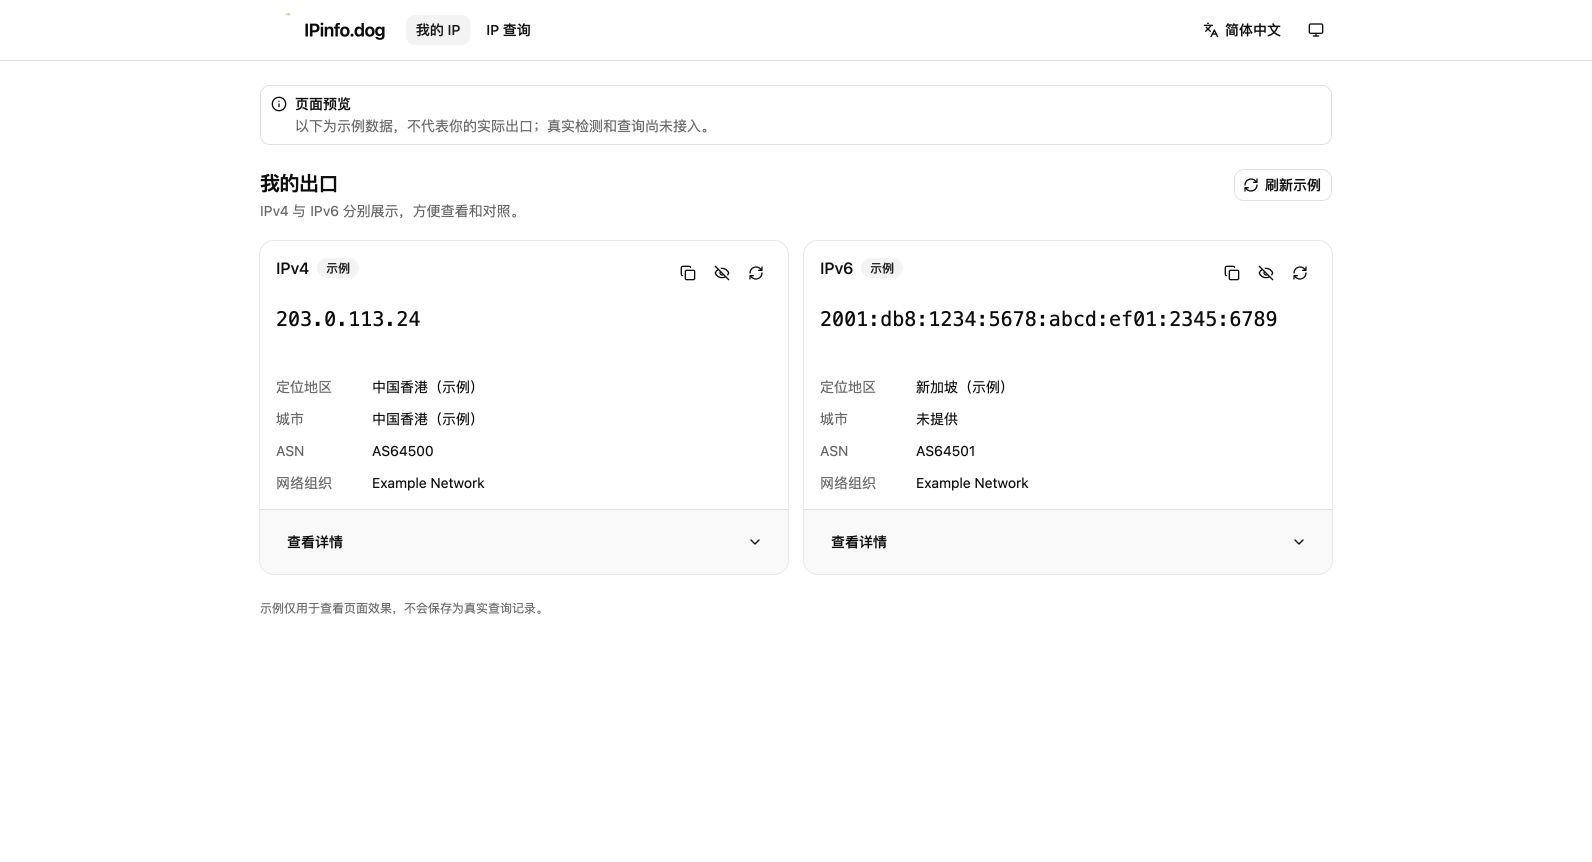 IPinfo.dog 我的 IP IP 查询 简体中文
页面预览
以下为示例数据，不代表你的实际出口；真实检测和查询尚未接入。
我的出口
刷新示例
IPv4 与 IPv6 分别展示，方便查看和对照。
IPv4 示例
203.0.113.24
定位地区 中国香港（示例）
城市 中国香港（示例）
ASN AS64500
网络组织 Example Network
查看详情
IPv6 示例
2001:db8:1234:5678:abcd:ef01:2345:6789
定位地区 新加坡（示例）
城市 未提供
ASN AS64501
网络组织 Example Network
查看详情
示例仅用于查看页面效果，不会保存为真实查询记录。